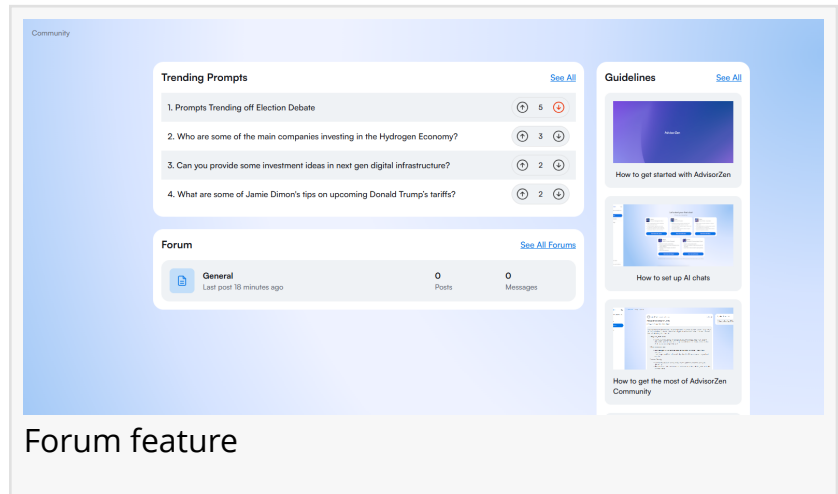 Community
Trending Prompts
See All
1. Prompts Trending off Election Debate
5
2. Who are some of the main companies investing in the Hydrogen Economy?
3
3. Can you provide some investment ideas in next gen digital infrastructure?
2
4. What are some of Jamie Dimon's tips on upcoming Donald Trump's tariffs?
2
Forum
See All Forums
General
Last post 18 minutes ago
0
Posts
0
Messages
Guidelines
See All
AdvisorZen
How to get started with AdvisorZen
How to set up AI chats
How to get the most of AdvisorZen
Community
Forum feature